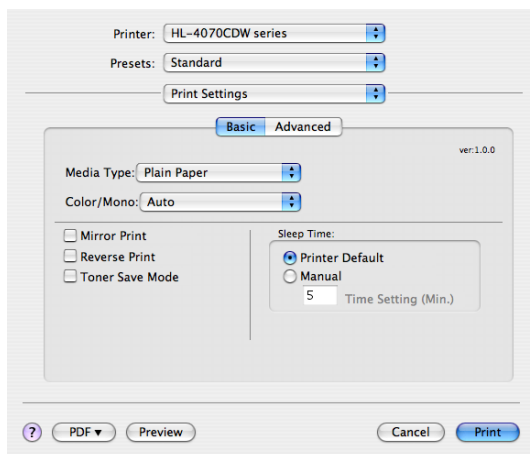 Printer: HL-4070CDW series
Presets: Standard
Print Settings
Basic Advanced
ver:1.0.0
Media Type: Plain Paper
Color/Mono: Auto
Mirror Print
Reverse Print
Toner Save Mode
Sleep Time:
Printer Default
Manual
5 Time Setting (Min.)
? PDF▼ Preview Cancel Print